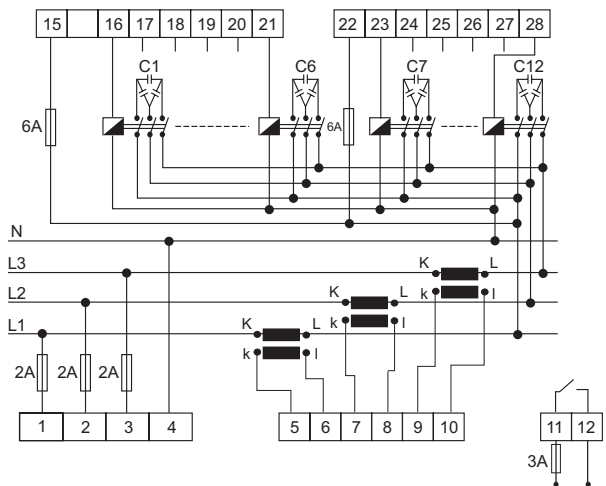 15 16 17 18 19 20 21 22 23 24 25 26 27 28
C1 C6 C7 C12
6A 6A
N
L3
K L
L2
K L k l
L1
K L k l
k l
2A 2A 2A
1 2 3 4 5 6 7 8 9 10 11 12
3A